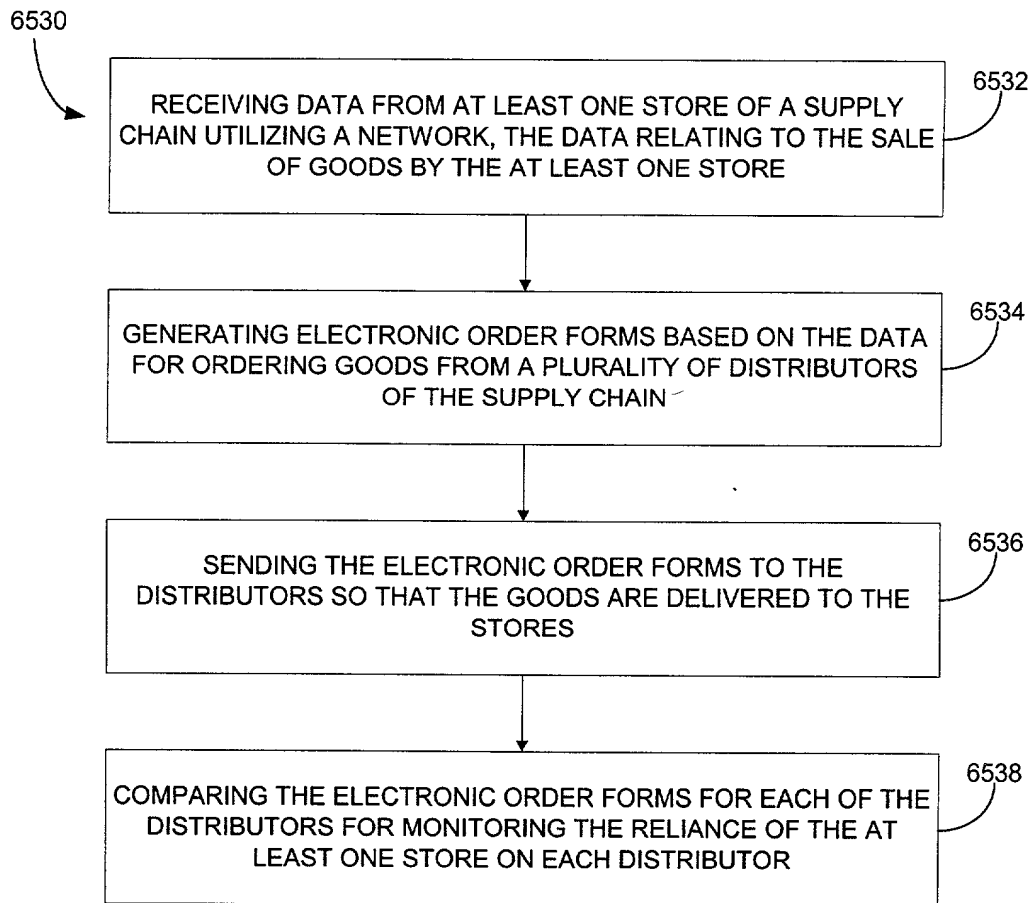 6530
6532
RECEIVING DATA FROM AT LEAST ONE STORE OF A SUPPLY
CHAIN UTILIZING A NETWORK, THE DATA RELATING TO THE SALE
OF GOODS BY THE AT LEAST ONE STORE
6534
GENERATING ELECTRONIC ORDER FORMS BASED ON THE DATA
FOR ORDERING GOODS FROM A PLURALITY OF DISTRIBUTORS
OF THE SUPPLY CHAIN
6536
SENDING THE ELECTRONIC ORDER FORMS TO THE
DISTRIBUTORS SO THAT THE GOODS ARE DELIVERED TO THE
STORES
6538
COMPARING THE ELECTRONIC ORDER FORMS FOR EACH OF THE
DISTRIBUTORS FOR MONITORING THE RELIANCE OF THE AT
LEAST ONE STORE ON EACH DISTRIBUTOR